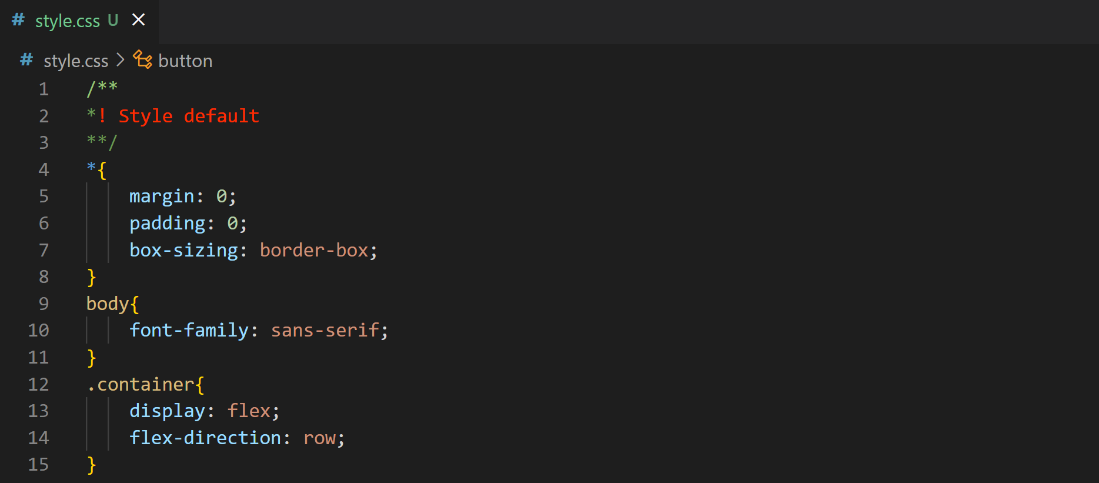 # style.css U ×
# style.css > button
1 /**
2 *! Style default
3 **/
4 *{
5     margin: 0;
6     padding: 0;
7     box-sizing: border-box;
8 }
9 body{
10     font-family: sans-serif;
11 }
12 .container{
13     display: flex;
14     flex-direction: row;
15 }